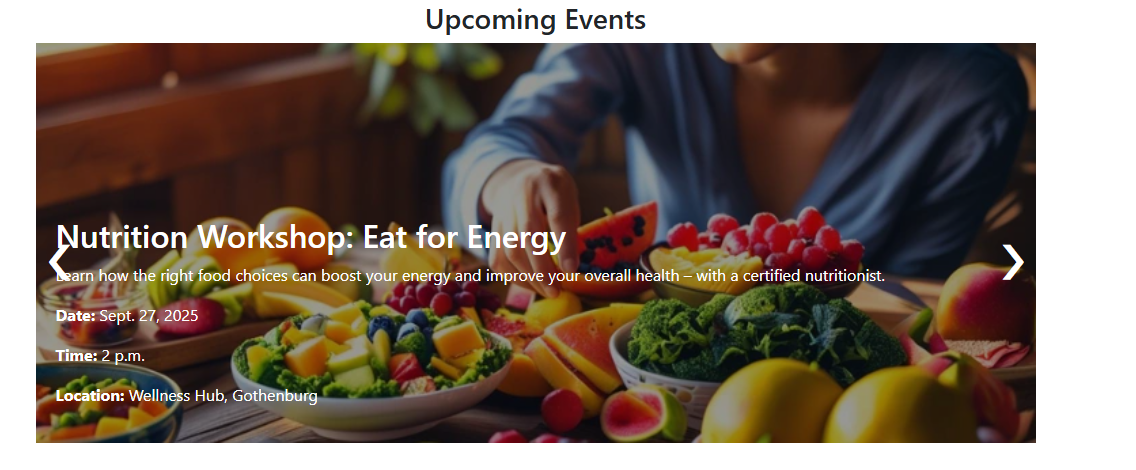 Upcoming Events
Nutrition Workshop: Eat for Energy
Learn how the right food choices can boost your energy and improve your overall health – with a certified nutritionist.
Date: Sept. 27, 2025
Time: 2 p.m.
Location: Wellness Hub, Gothenburg